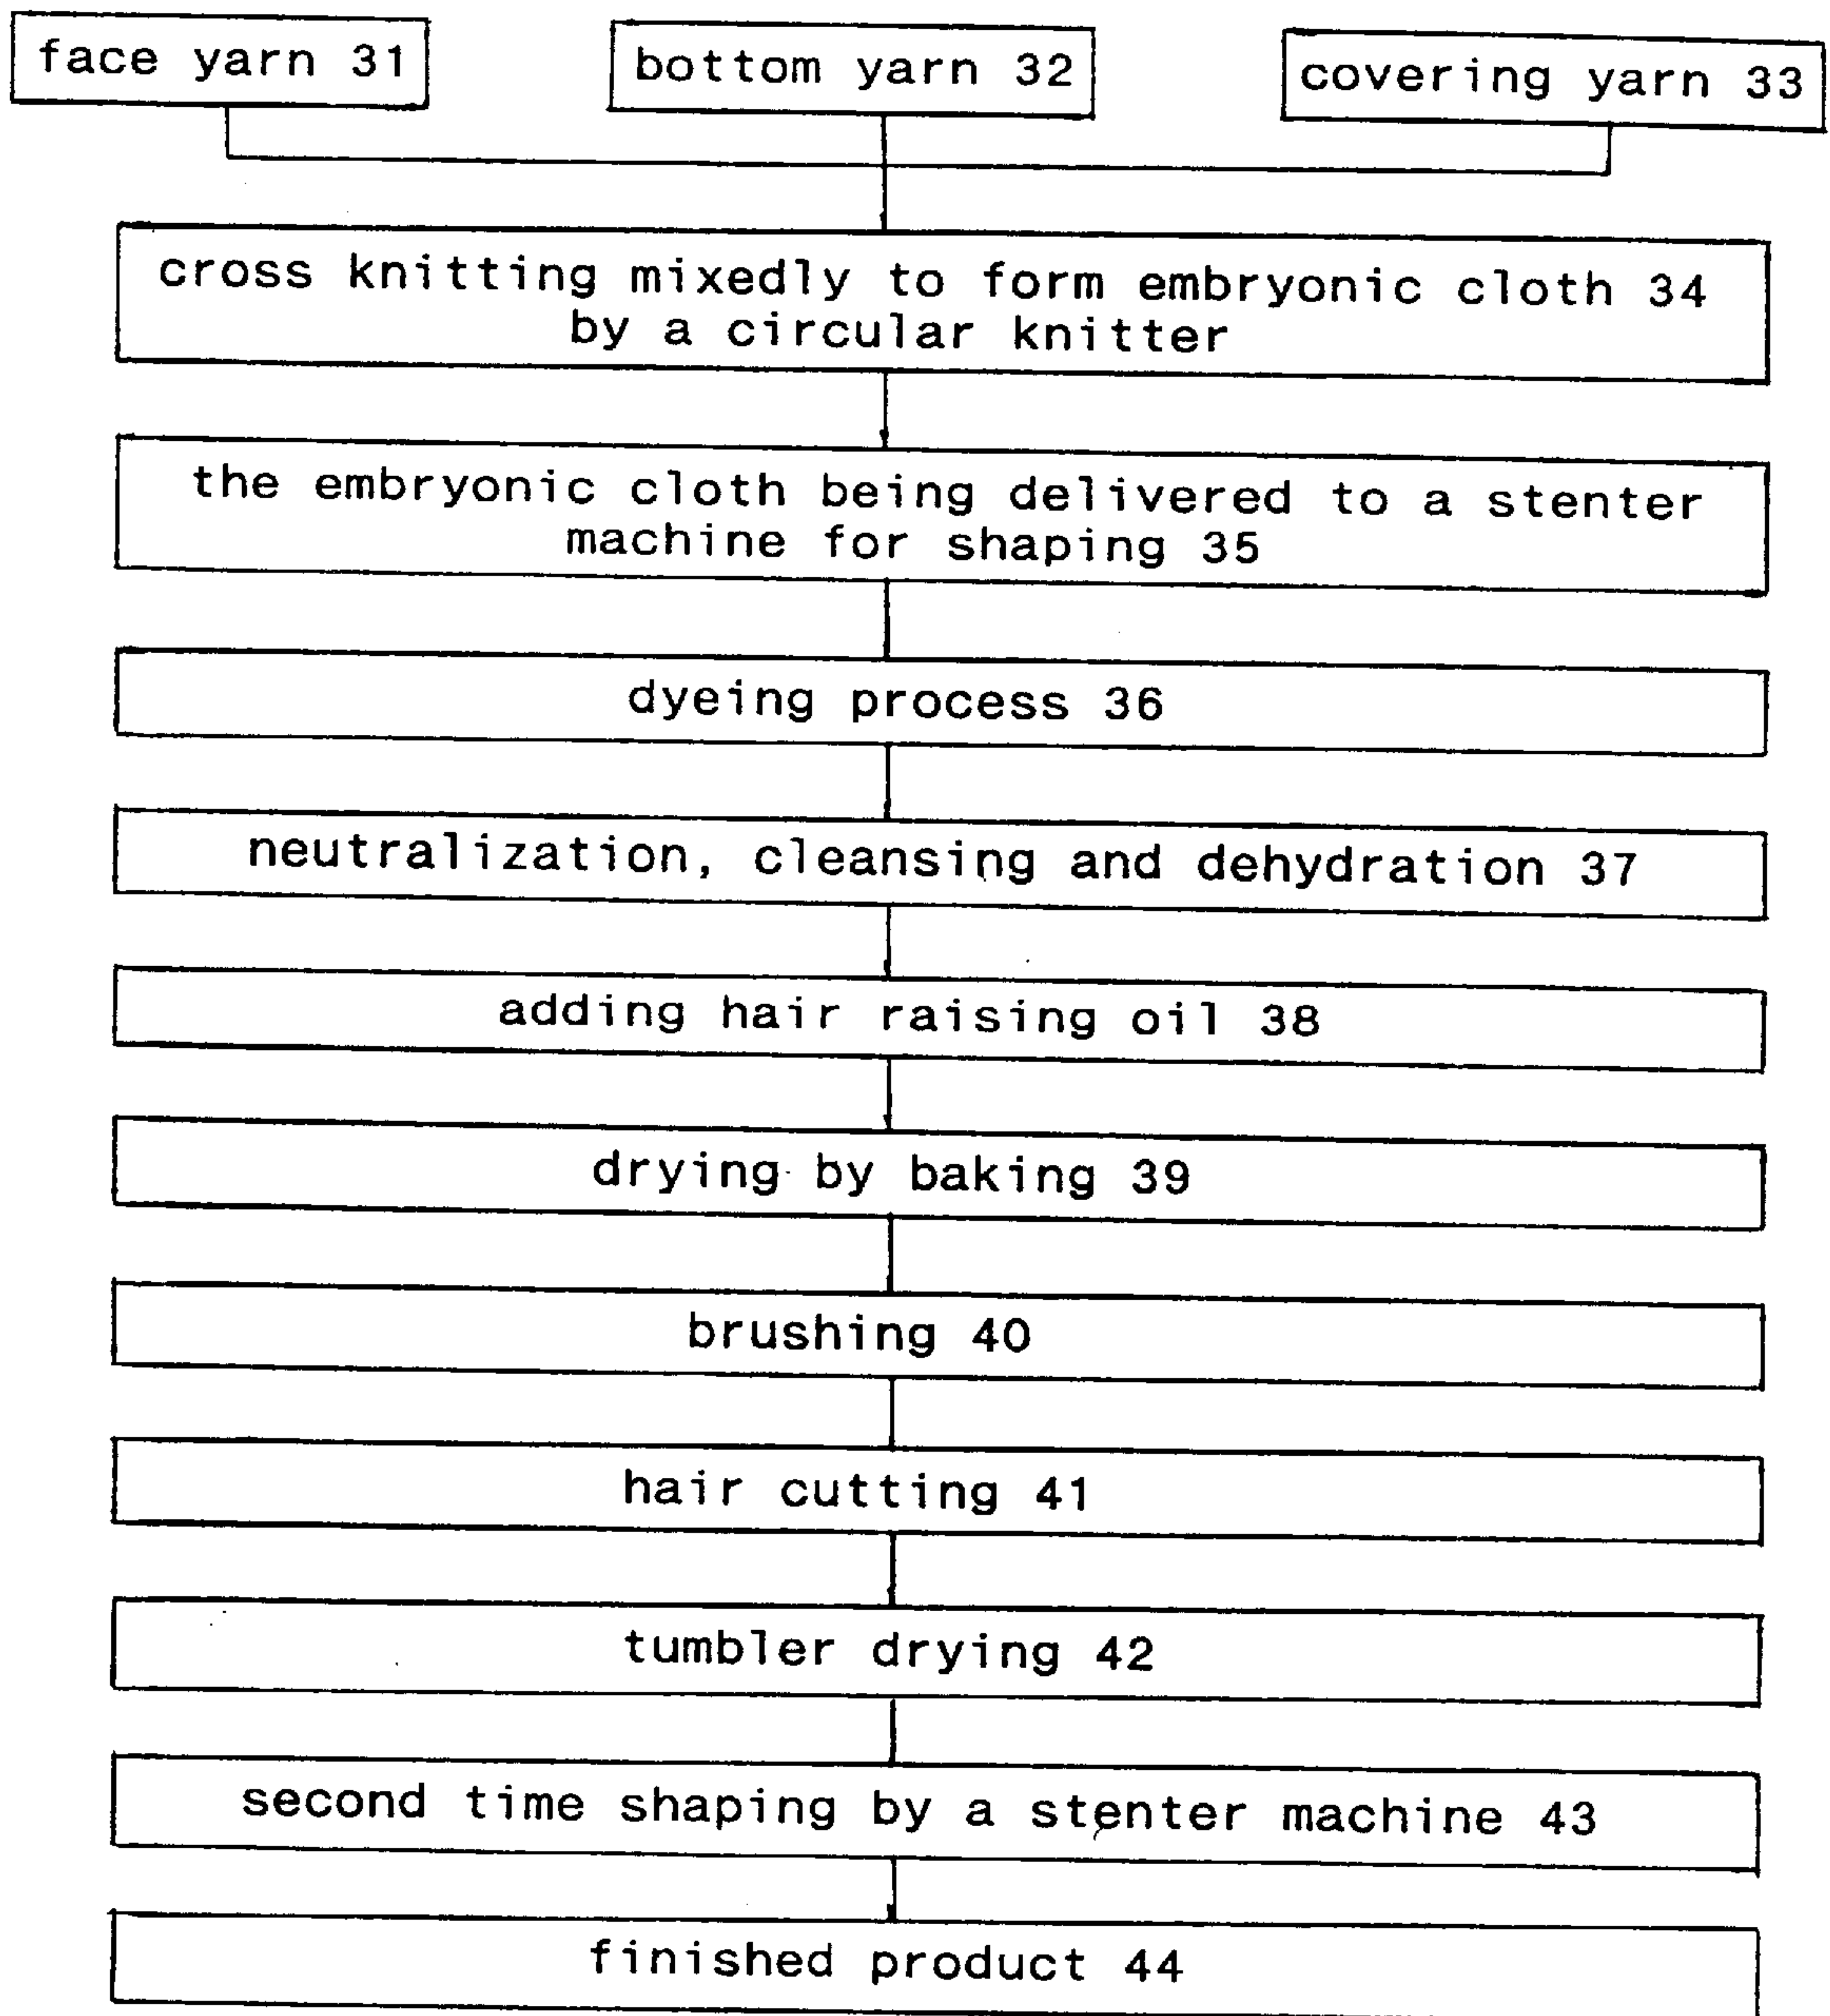 face yarn 31
bottom yarn 32
covering yarn 33
cross knitting mixedly to form embryonic cloth 34
by a circular knitter
the embryonic cloth being delivered to a stenter
machine for shaping 35
dyeing process 36
neutralization, cleansing and dehydration 37
adding hair raising oil 38
drying by baking 39
brushing 40
hair cutting 41
tumbler drying 42
second time shaping by a stenter machine 43
finished product 44